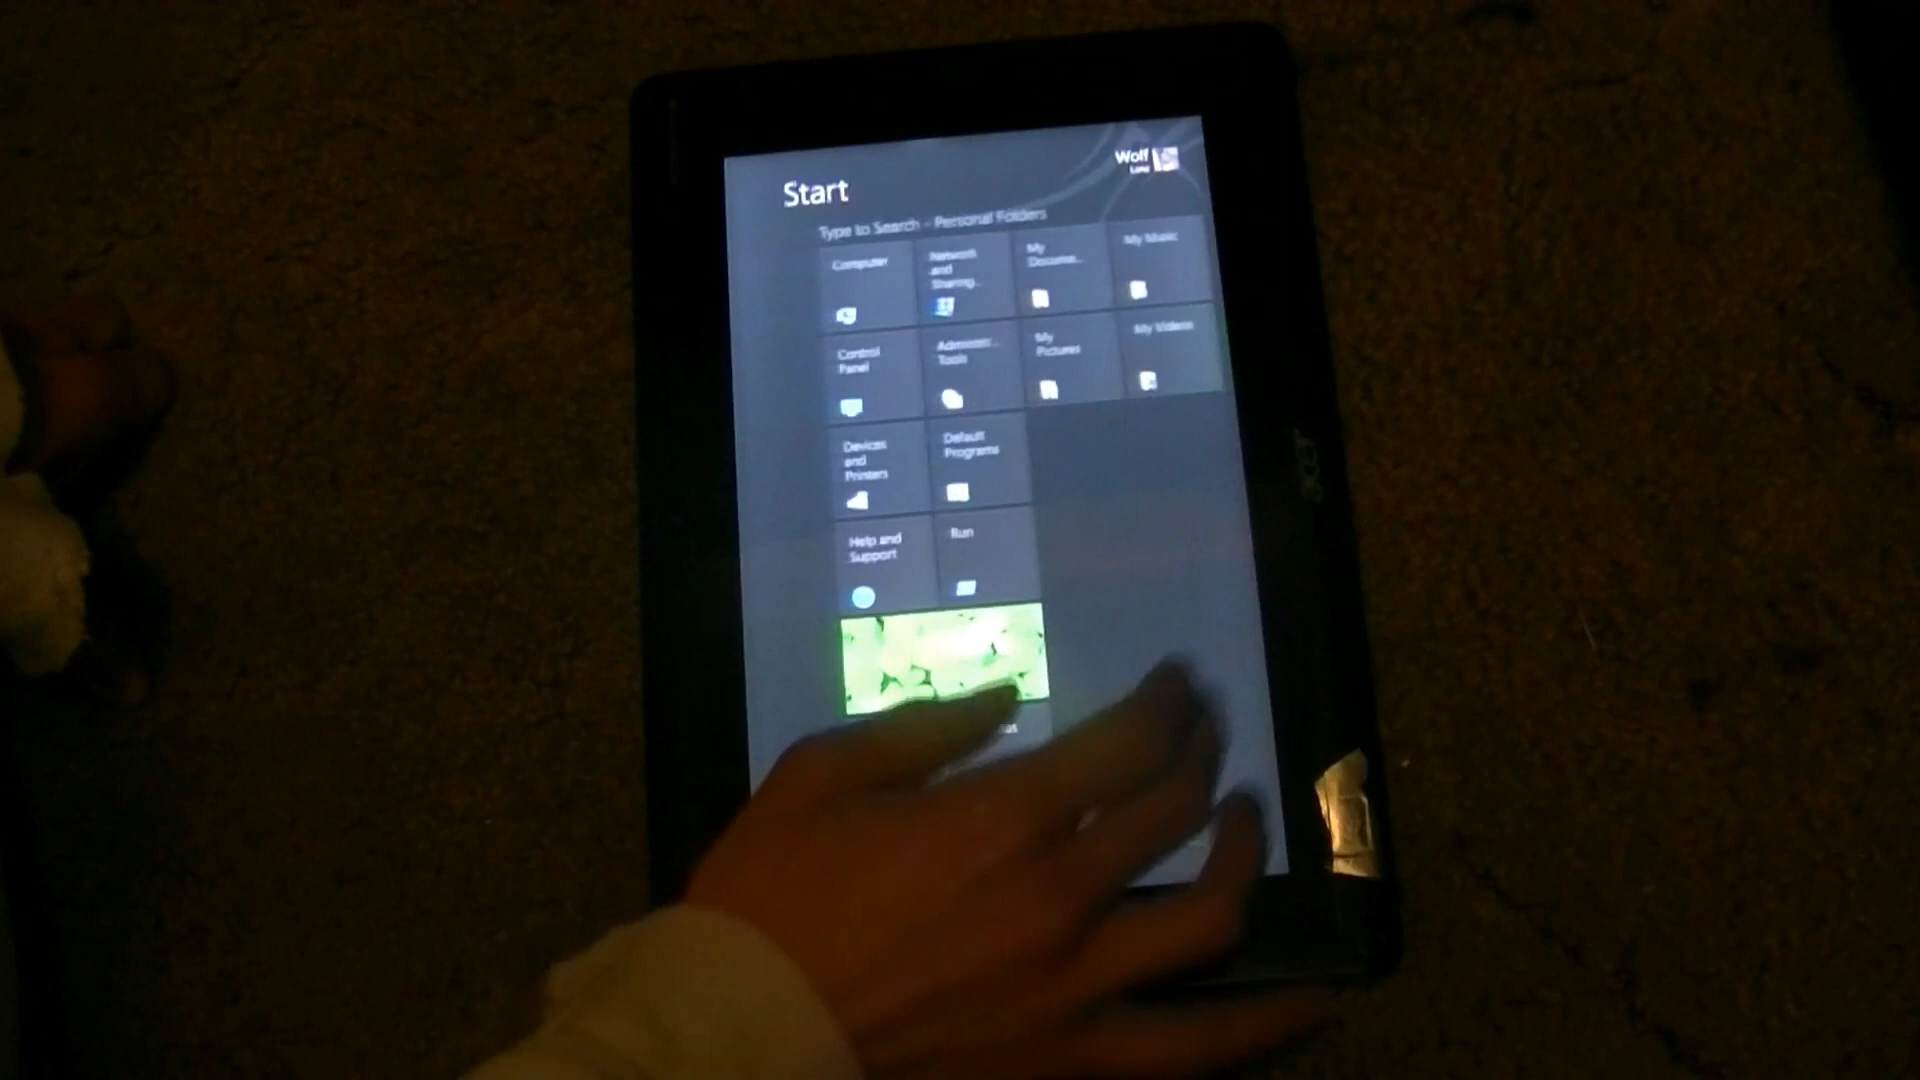 Wolf
Start
Type to Search - Personal Folders
Computer
Network
and
Sharing...
My
Docume...
My Music
Control
Panel
Administr...
Tools
My
Pictures
My Videos
Devices
and
Printers
Default
Programs
Help and
Support
Run
acer